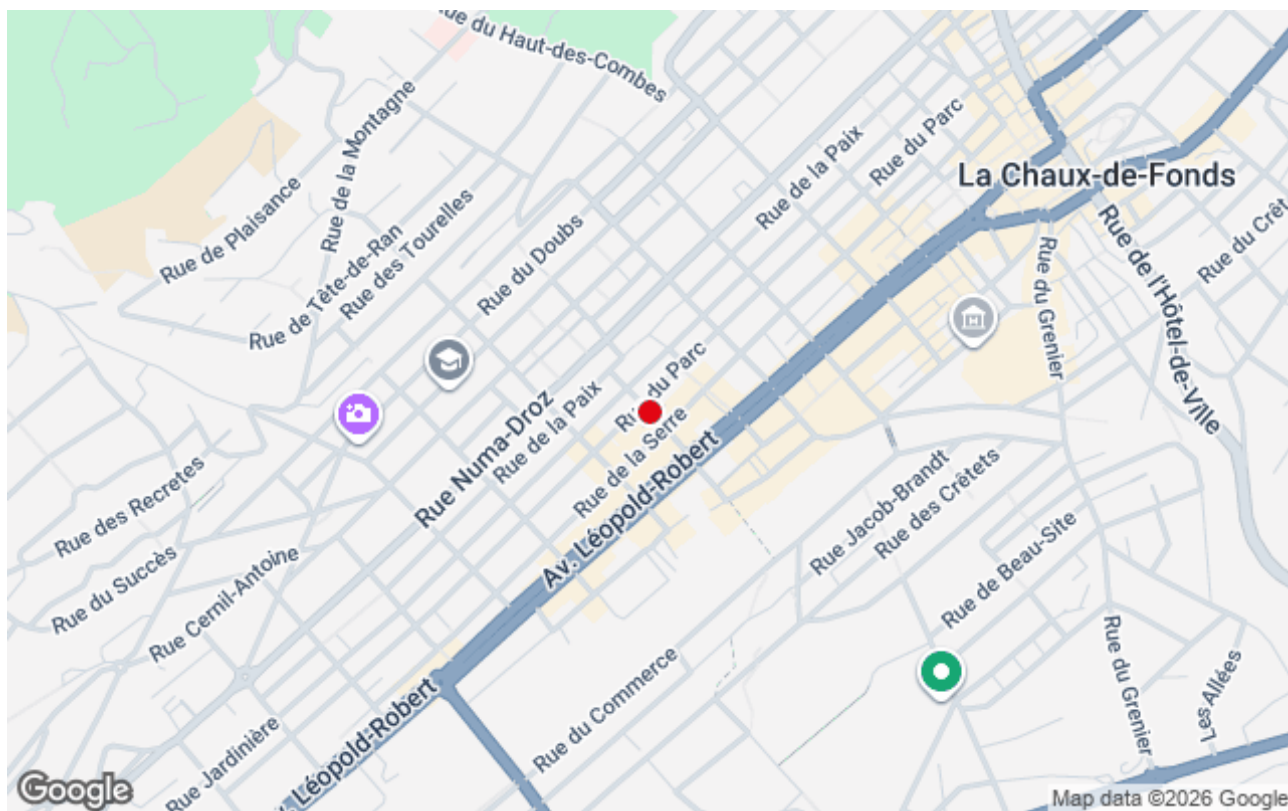 Rue du Haut-des-Combes
Rue de la Montagne
Rue du Parc
Rue de la Paix
La Chaux-de-Fonds
Rue de Plaisance
Rue de Tête-de-Ran
Rue des Tourelles
Rue du Doubs
Rue du Crêt
Rue de l'Hôtel-de-Ville
Rue du Grenier
Rue du Parc
Rue de la Paix
Rue Numa-Droz
Rue de la Serre
Av. Léopold-Robert
Rue des Recretes
Rue du Succès
Rue Cernil-Antoine
Rue Jacob-Brandt
Rue des Crêtets
Rue de Beau-Site
Rue du Grenier
Les Allées
Rue du Commerce
Rue Jardinière
Léopold-Robert
Google
Map data ©2026 Google